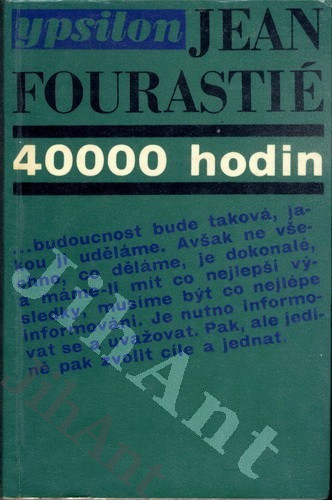 ypsilon JEAN
FOURASTIÉ
40000 hodin
...budoucnost bude taková, ja-
kou ji uděláme. Avšak ne vše-
chno, co děláme, je dokonalé,
a máme-li mít co nejlepší vý-
sledky, musíme být co nejlépe
informováni. Je nutno informo-
vat se a uvažovat. Pak, ale jedi-
ně pak zvolit cíle a jednat.
JihAnt
JihAnt